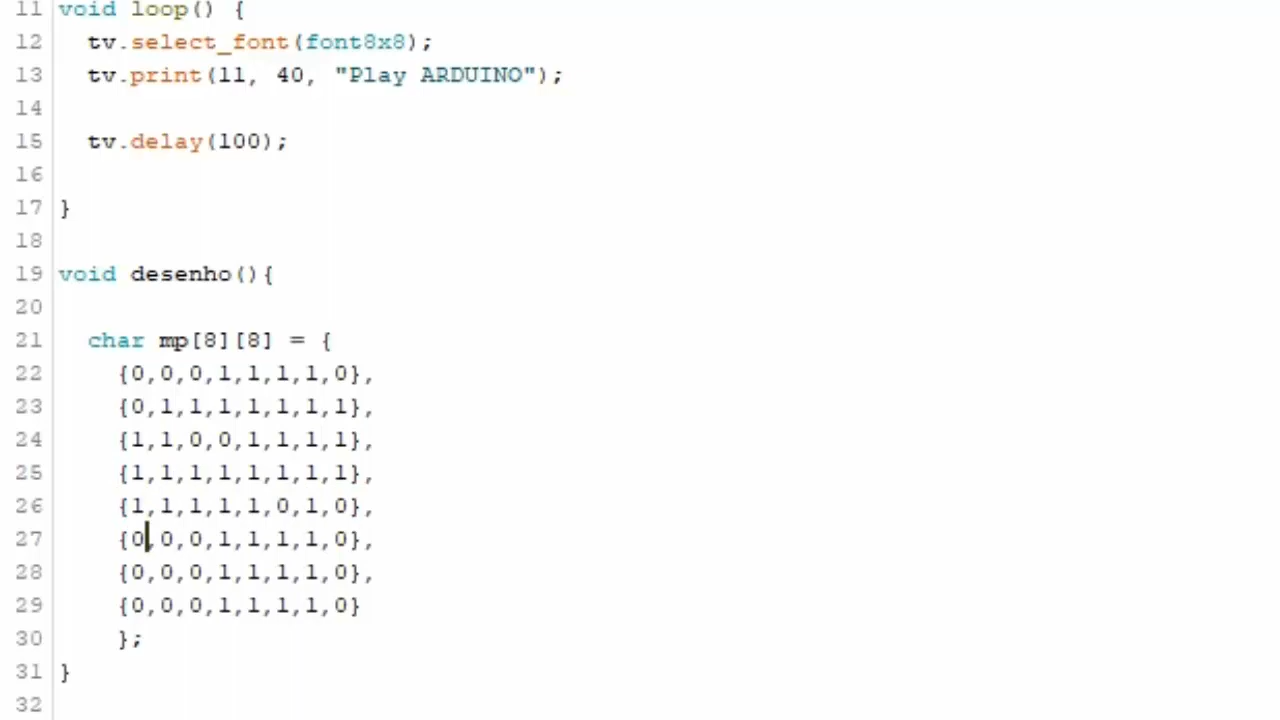 11 void loop() {
12   tv.select_font(font8x8);
13   tv.print(11, 40, "Play ARDUINO");
14
15   tv.delay(100);
16
17 }
18
19 void desenho(){
20
21   char mp[8][8] = {
22     {0,0,0,1,1,1,1,0},
23     {0,1,1,1,1,1,1,1},
24     {1,1,0,0,1,1,1,1},
25     {1,1,1,1,1,1,1,1},
26     {1,1,1,1,1,0,1,0},
27     {0,0,0,1,1,1,1,0},
28     {0,0,0,1,1,1,1,0},
29     {0,0,0,1,1,1,1,0}
30     };
31 }
32